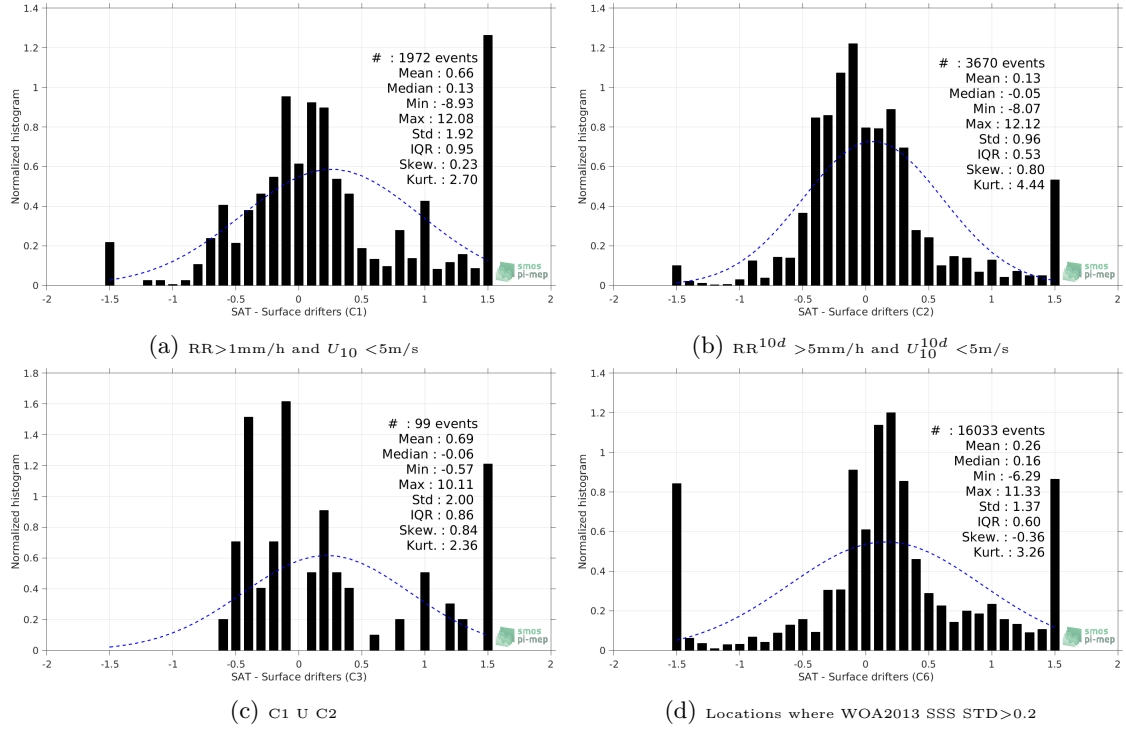 1.4
1.2
1
0.8
0.6
0.4
0.2
0
-2
-1.5
-1
-0.5
0
0.5
1
1.5
2
Normalized histogram
SAT - Surface drifters (C1)
# : 1972 events
Mean : 0.66
Median : 0.13
Min : -8.93
Max : 12.08
Std : 1.92
IQR : 0.95
Skew. : 0.23
Kurt. : 2.70
smos
pi-mep
(a) RR>1mm/h and U10 <5m/s
1.4
1.2
1
0.8
0.6
0.4
0.2
0
-2
-1.5
-1
-0.5
0
0.5
1
1.5
2
Normalized histogram
SAT - Surface drifters (C2)
# : 3670 events
Mean : 0.13
Median : -0.05
Min : -8.07
Max : 12.12
Std : 0.96
IQR : 0.53
Skew. : 0.80
Kurt. : 4.44
smos
pi-mep
(b) RR10d >5mm/h and U10d10 <5m/s
1.8
1.6
1.4
1.2
1
0.8
0.6
0.4
0.2
0
-2
-1.5
-1
-0.5
0
0.5
1
1.5
2
Normalized histogram
SAT - Surface drifters (C3)
# : 99 events
Mean : 0.69
Median : -0.06
Min : -0.57
Max : 10.11
Std : 2.00
IQR : 0.86
Skew. : 0.84
Kurt. : 2.36
smos
pi-mep
(c) C1 U C2
1.4
1.2
1
0.8
0.6
0.4
0.2
0
-2
-1.5
-1
-0.5
0
0.5
1
1.5
2
Normalized histogram
SAT - Surface drifters (C6)
# : 16033 events
Mean : 0.26
Median : 0.16
Min : -6.29
Max : 11.33
Std : 1.37
IQR : 0.60
Skew. : -0.36
Kurt. : 3.26
smos
pi-mep
(d) Locations where WOA2013 SSS STD>0.2